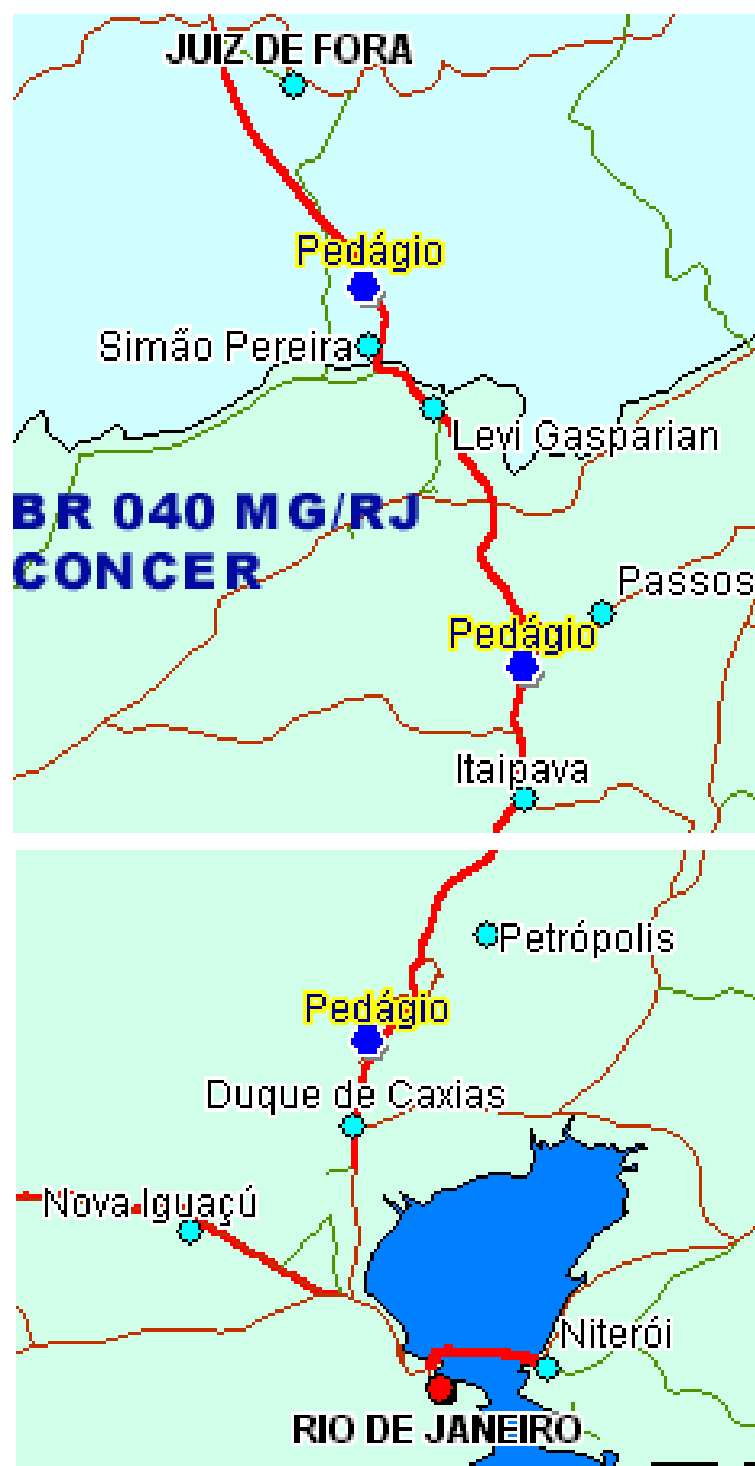 JUIZ DE FORA
Pedágio
Simão Pereira
Levi Gasparian
BR 040 MG/RJ
CONCER
Passos
Pedágio
Itaipava
Petrópolis
Pedágio
Duque de Caxias
Nova Iguaçú
Niterói
RIO DE JANEIRO